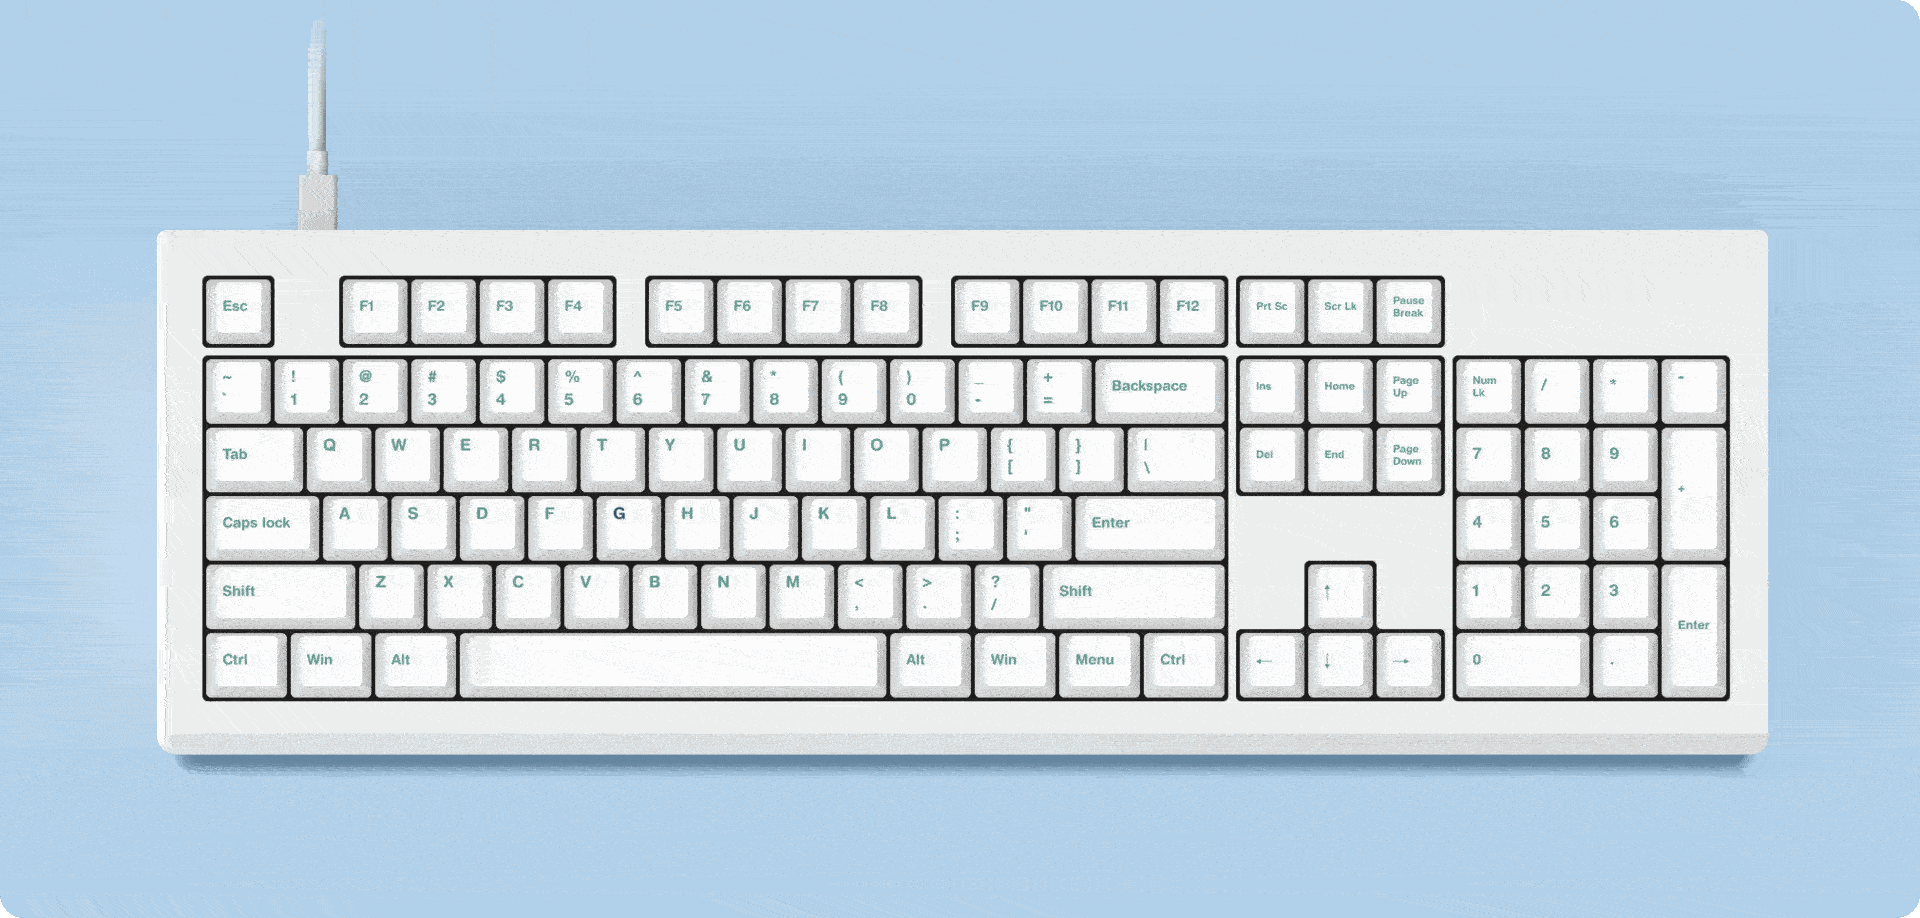 Esc F1 F2 F3 F4 F5 F6 F7 F8 F9 F10 F11 F12 Prt Sc Scr Lk Pause Break
~ ` ! 1 @ 2 # 3 $ 4 % 5 ^ 6 & 7 * 8 ( 9 ) 0 _ - + = Backspace Ins Home Page Up Num Lk / * -
Tab Q W E R T Y U I O P { [ } ] | \ Del End Page Down 7 8 9 +
Caps lock A S D F G H J K L : ; " ' Enter 4 5 6
Shift Z X C V B N M < , > . ? / Shift ↑ 1 2 3 Enter
Ctrl Win Alt Alt Win Menu Ctrl ← ↓ → 0 .